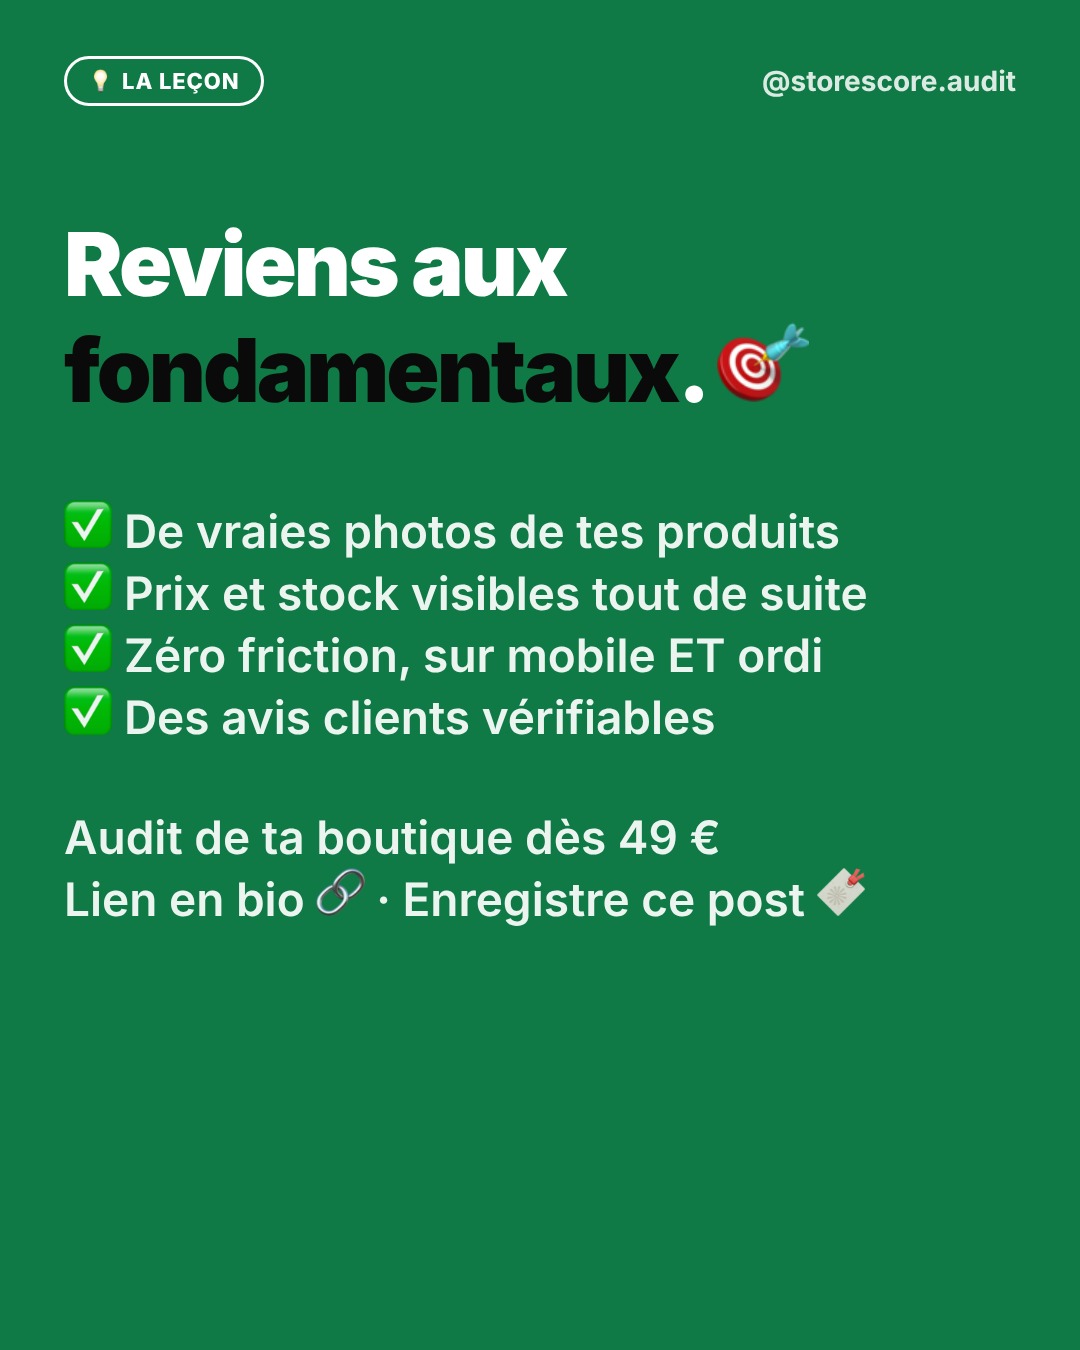 💡 LA LEÇON
@storescore.audit
Reviens aux
fondamentaux. 🎯
✅ De vraies photos de tes produits
✅ Prix et stock visibles tout de suite
✅ Zéro friction, sur mobile ET ordi
✅ Des avis clients vérifiables
Audit de ta boutique dès 49 €
Lien en bio 🔗 · Enregistre ce post 🔖